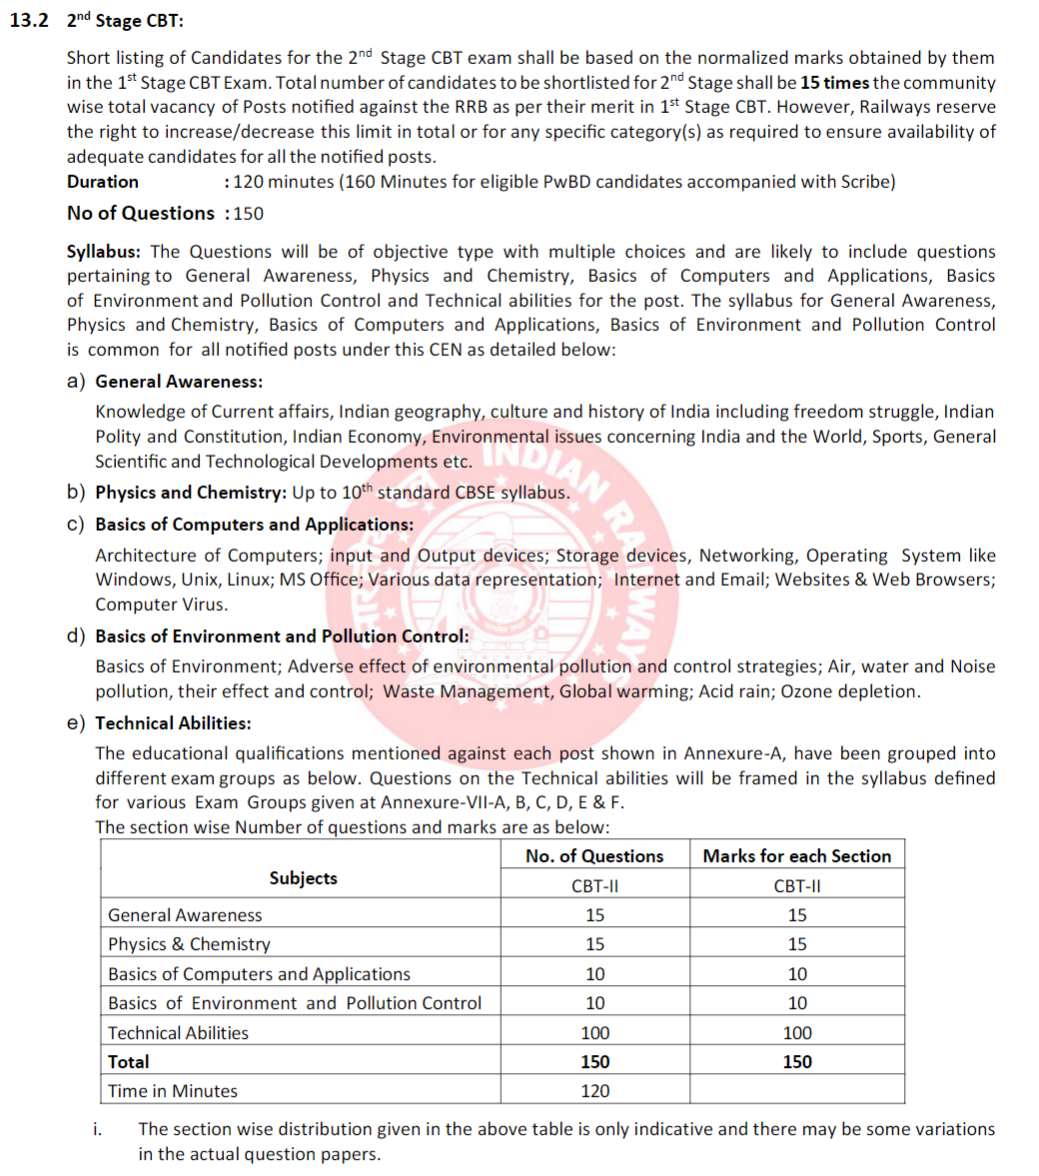 13.2 2nd Stage CBT:
Short listing of Candidates for the 2nd Stage CBT exam shall be based on the normalized marks obtained by them
in the 1st Stage CBT Exam. Total number of candidates to be shortlisted for 2nd Stage shall be 15 times the community
wise total vacancy of Posts notified against the RRB as per their merit in 1st Stage CBT. However, Railways reserve
the right to increase/decrease this limit in total or for any specific category(s) as required to ensure availability of
adequate candidates for all the notified posts.
Duration : 120 minutes (160 Minutes for eligible PwBD candidates accompanied with Scribe)
No of Questions : 150
Syllabus: The Questions will be of objective type with multiple choices and are likely to include questions
pertaining to General Awareness, Physics and Chemistry, Basics of Computers and Applications, Basics
of Environment and Pollution Control and Technical abilities for the post. The syllabus for General Awareness,
Physics and Chemistry, Basics of Computers and Applications, Basics of Environment and Pollution Control
is common for all notified posts under this CEN as detailed below:
a) General Awareness:
Knowledge of Current affairs, Indian geography, culture and history of India including freedom struggle, Indian
Polity and Constitution, Indian Economy, Environmental issues concerning India and the World, Sports, General
Scientific and Technological Developments etc.
b) Physics and Chemistry: Up to 10th standard CBSE syllabus.
c) Basics of Computers and Applications:
Architecture of Computers; input and Output devices; Storage devices, Networking, Operating System like
Windows, Unix, Linux; MS Office; Various data representation; Internet and Email; Websites & Web Browsers;
Computer Virus.
d) Basics of Environment and Pollution Control:
Basics of Environment; Adverse effect of environmental pollution and control strategies; Air, water and Noise
pollution, their effect and control; Waste Management, Global warming; Acid rain; Ozone depletion.
e) Technical Abilities:
The educational qualifications mentioned against each post shown in Annexure-A, have been grouped into
different exam groups as below. Questions on the Technical abilities will be framed in the syllabus defined
for various Exam Groups given at Annexure-VII-A, B, C, D, E & F.
The section wise Number of questions and marks are as below:
Subjects No. of Questions Marks for each Section
CBT-II CBT-II
General Awareness 15 15
Physics & Chemistry 15 15
Basics of Computers and Applications 10 10
Basics of Environment and Pollution Control 10 10
Technical Abilities 100 100
Total 150 150
Time in Minutes 120
i. The section wise distribution given in the above table is only indicative and there may be some variations
in the actual question papers.
INDIAN RAILWAYS